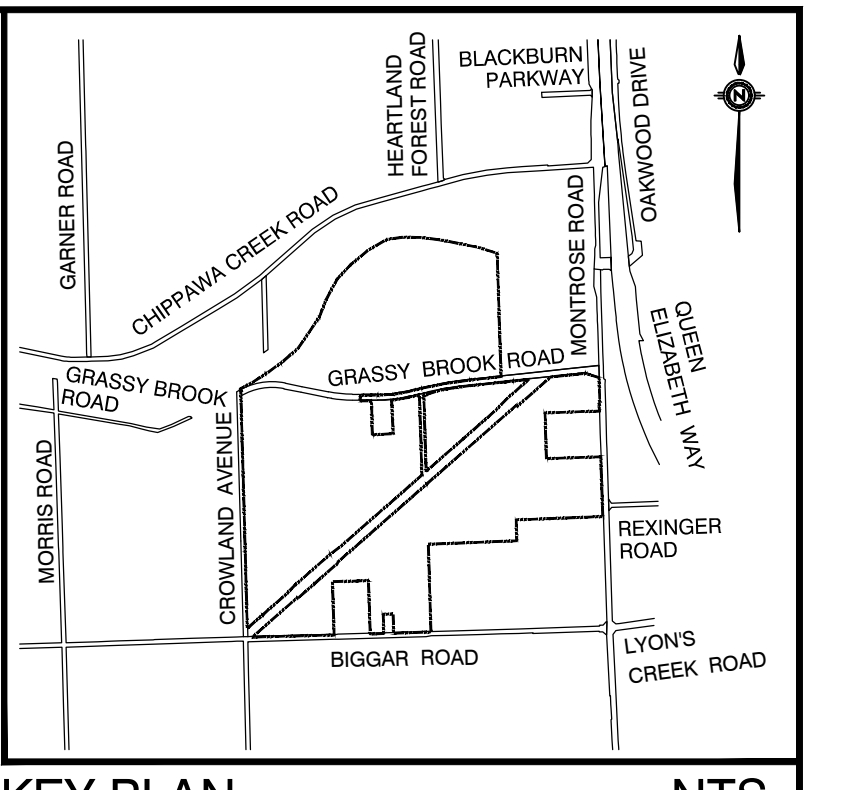 BLACKBURN
PARKWAY
HEARTLAND
FOREST ROAD
OAKWOOD DRIVE
N
GARNER ROAD
CHIPPAWA CREEK ROAD
MONTROSE ROAD
QUEEN
ELIZABETH WAY
GRASSY BROOK ROAD
GRASSY BROOK
ROAD
CROWLAND AVENUE
MORRIS ROAD
REXINGER
ROAD
LYON'S
CREEK ROAD
BIGGAR ROAD
KEY PLAN
NTS